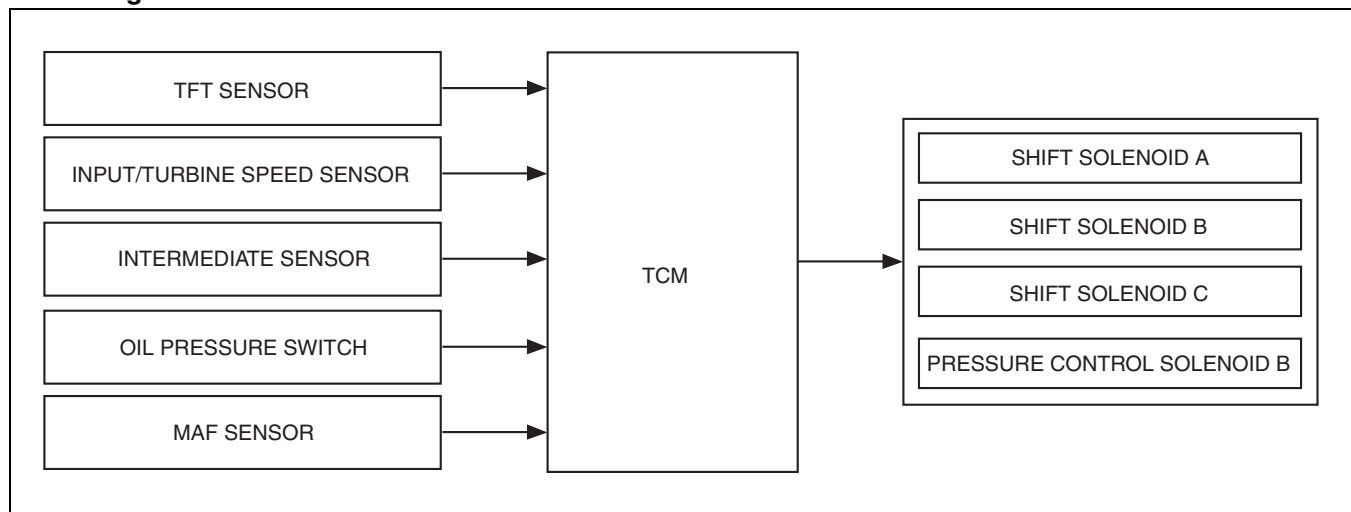 TFT SENSOR
INPUT/TURBINE SPEED SENSOR
INTERMEDIATE SENSOR
OIL PRESSURE SWITCH
MAF SENSOR
TCM
SHIFT SOLENOID A
SHIFT SOLENOID B
SHIFT SOLENOID C
PRESSURE CONTROL SOLENOID B